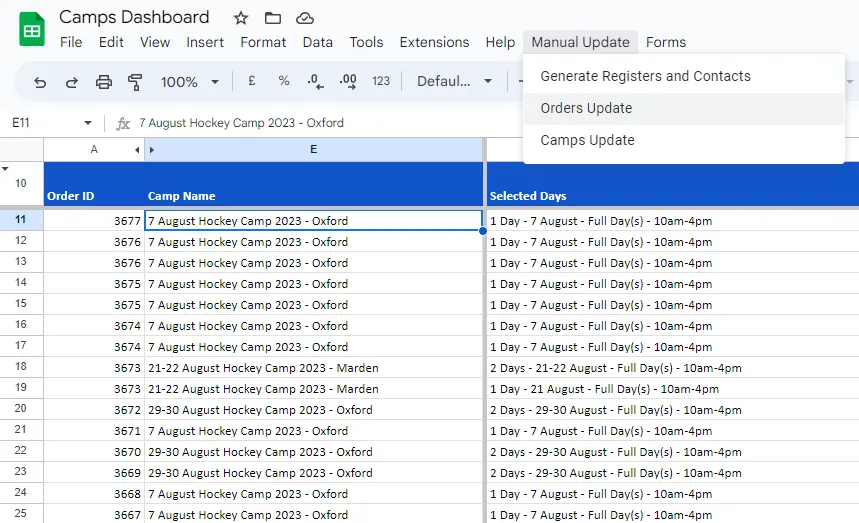 Camps Dashboard
File Edit View Insert Format Data Tools Extensions Help Manual Update Forms
100% £ % .0 .00 123 Defaul...
Generate Registers and Contacts
Orders Update
Camps Update
E11 fx 7 August Hockey Camp 2023 - Oxford
A E
10 Order ID Camp Name Selected Days
11 3677 7 August Hockey Camp 2023 - Oxford 1 Day - 7 August - Full Day(s) - 10am-4pm
12 3676 7 August Hockey Camp 2023 - Oxford 1 Day - 7 August - Full Day(s) - 10am-4pm
13 3676 7 August Hockey Camp 2023 - Oxford 1 Day - 7 August - Full Day(s) - 10am-4pm
14 3675 7 August Hockey Camp 2023 - Oxford 1 Day - 7 August - Full Day(s) - 10am-4pm
15 3675 7 August Hockey Camp 2023 - Oxford 1 Day - 7 August - Full Day(s) - 10am-4pm
16 3674 7 August Hockey Camp 2023 - Oxford 1 Day - 7 August - Full Day(s) - 10am-4pm
17 3674 7 August Hockey Camp 2023 - Oxford 1 Day - 7 August - Full Day(s) - 10am-4pm
18 3673 21-22 August Hockey Camp 2023 - Marden 2 Days - 21-22 August - Full Day(s) - 10am-4pm
19 3673 21-22 August Hockey Camp 2023 - Marden 1 Day - 21 August - Full Day(s) - 10am-4pm
20 3672 29-30 August Hockey Camp 2023 - Oxford 2 Days - 29-30 August - Full Day(s) - 10am-4pm
21 3671 7 August Hockey Camp 2023 - Oxford 1 Day - 7 August - Full Day(s) - 10am-4pm
22 3670 29-30 August Hockey Camp 2023 - Oxford 2 Days - 29-30 August - Full Day(s) - 10am-4pm
23 3669 29-30 August Hockey Camp 2023 - Oxford 2 Days - 29-30 August - Full Day(s) - 10am-4pm
24 3668 7 August Hockey Camp 2023 - Oxford 1 Day - 7 August - Full Day(s) - 10am-4pm
25 3667 7 August Hockey Camp 2023 - Oxford 1 Day - 7 August - Full Day(s) - 10am-4pm